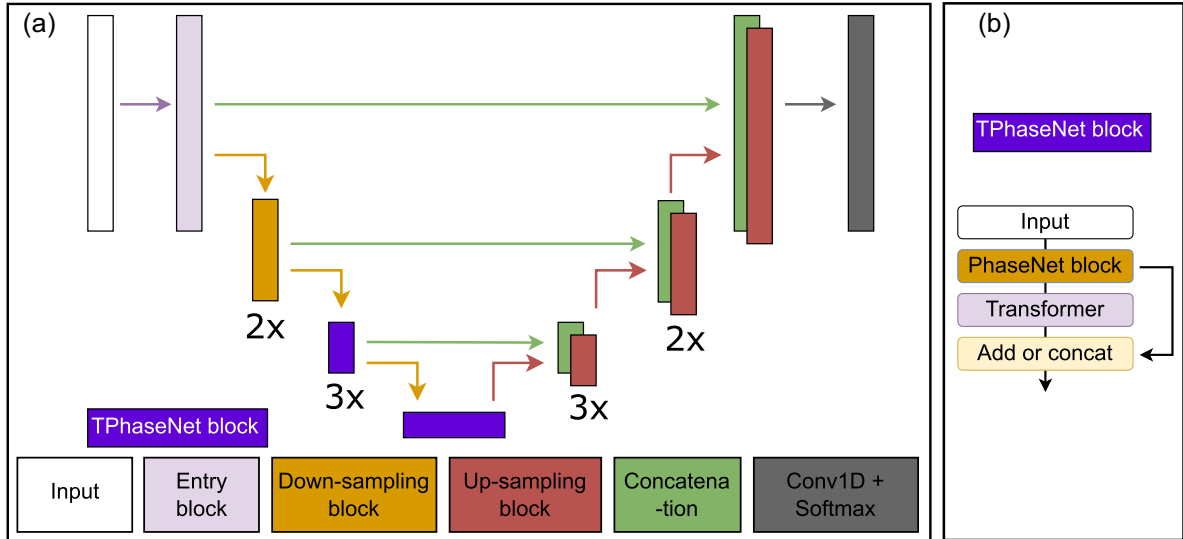 (a)
2x
3x
3x
2x
TPhaseNet block
Input
Entry
block
Down-sampling
block
Up-sampling
block
Concatena
-tion
Conv1D +
Softmax
(b)
TPhaseNet block
Input
PhaseNet block
Transformer
Add or concat